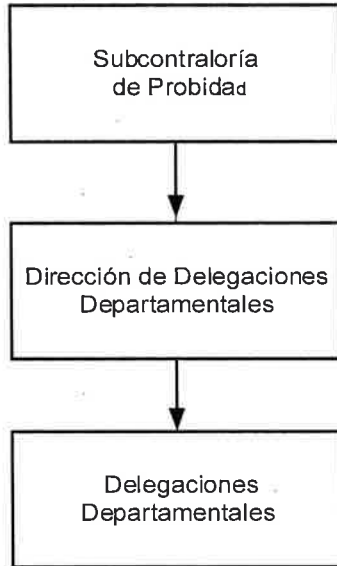 Subcontraloría
de Probidad
Dirección de Delegaciones
Departamentales
Delegaciones
Departamentales